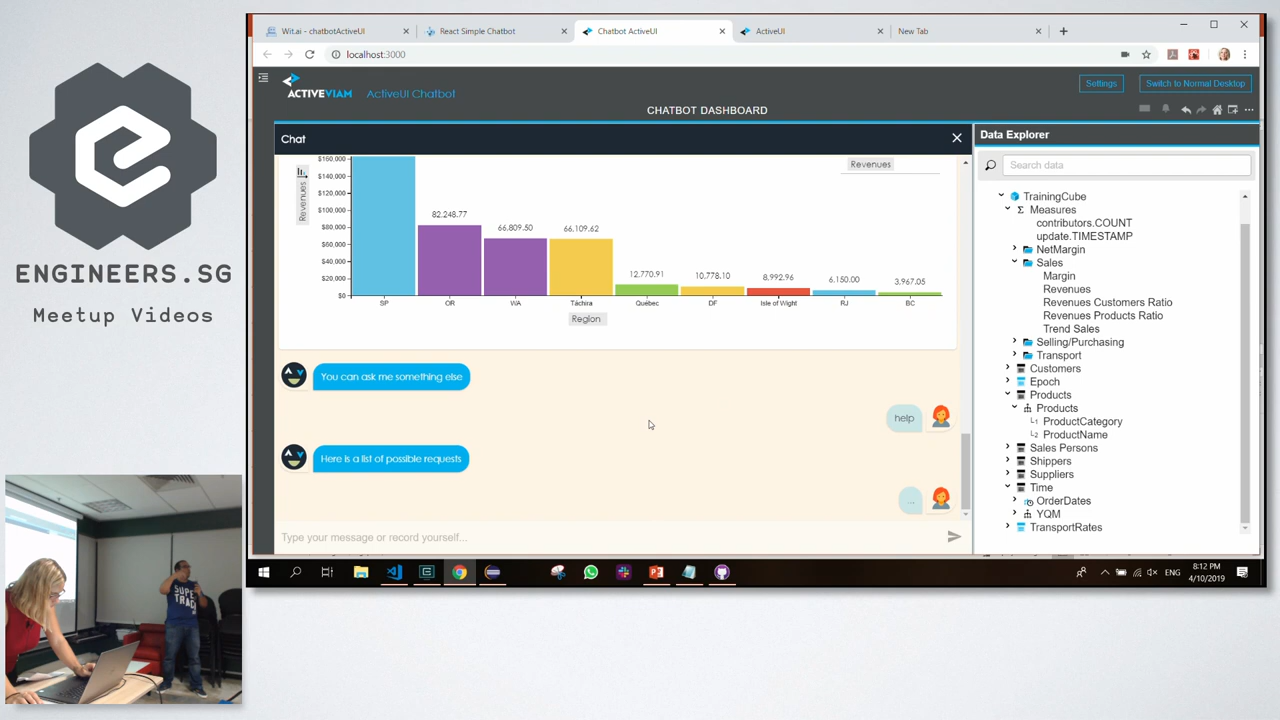 Wit.ai - chatbotActiveUI
React Simple Chatbot
Chatbot ActiveUI
ActiveUI
New Tab
localhost:3000
ACTIVEVIAM
ActiveUI Chatbot
Settings
Switch to Normal Desktop
CHATBOT DASHBOARD
Chat
Data Explorer
Search data
Revenues
Revenues
$160,000
$140,000
$120,000
$100,000
$80,000
$60,000
$40,000
$20,000
$0
82,248.77
66,809.50
66,109.62
12,770.91
10,778.10
8,992.96
6,150.00
3,967.05
SP
OR
WA
Táchira
Québec
DF
Isle of Wight
RJ
BC
Region
You can ask me something else
help
Here is a list of possible requests
...
Type your message or record yourself...
TrainingCube
Σ Measures
contributors.COUNT
update.TIMESTAMP
NetMargin
Sales
Margin
Revenues
Revenues Customers Ratio
Revenues Products Ratio
Trend Sales
Selling/Purchasing
Transport
Customers
Epoch
Products
Products
ProductCategory
ProductName
Sales Persons
Shippers
Suppliers
Time
OrderDates
YQM
TransportRates
ENG
8:12 PM
4/10/2019
ENGINEERS.SG
Meetup Videos
SUPER
TRACK